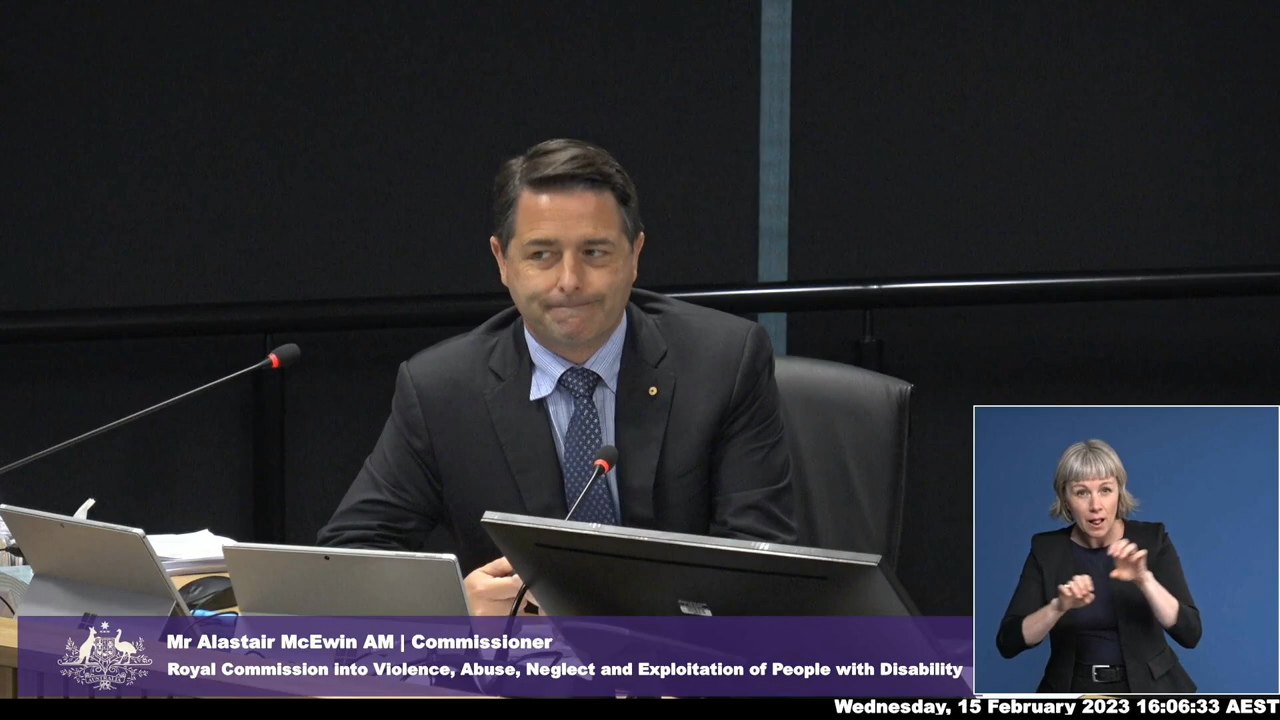 Mr Alastair McEwin AM | Commissioner
Royal Commission into Violence, Abuse, Neglect and Exploitation of People with Disability
AUSTRALIA
Wednesday, 15 February 2023 16:06:33 AEST